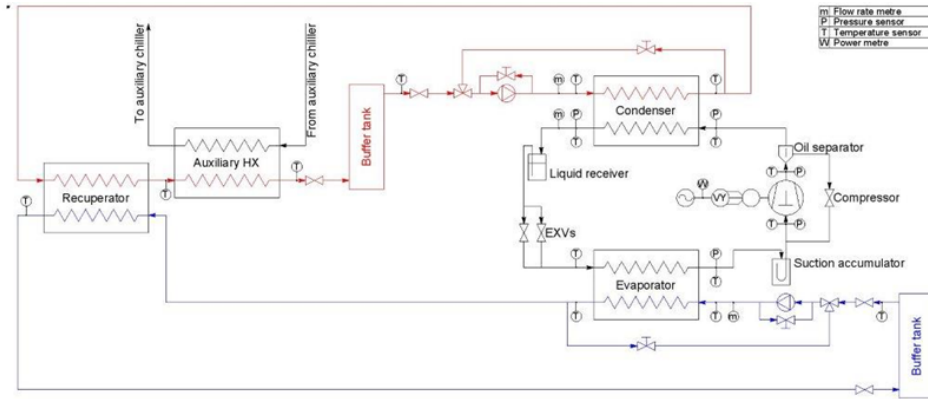 m Flow rate metre
P Pressure sensor
T Temperature sensor
W Power metre
To auxiliary chiller
From auxiliary chiller
Buffer tank
T
m
T
T
Condenser
m
P
P
T
T
Auxiliary HX
T
T
Recuperator
T
Liquid receiver
Oil separator
T
P
W
VY
Compressor
T
P
EXVs
T
P
T
Suction accumulator
Evaporator
T
T
m
T
Buffer tank